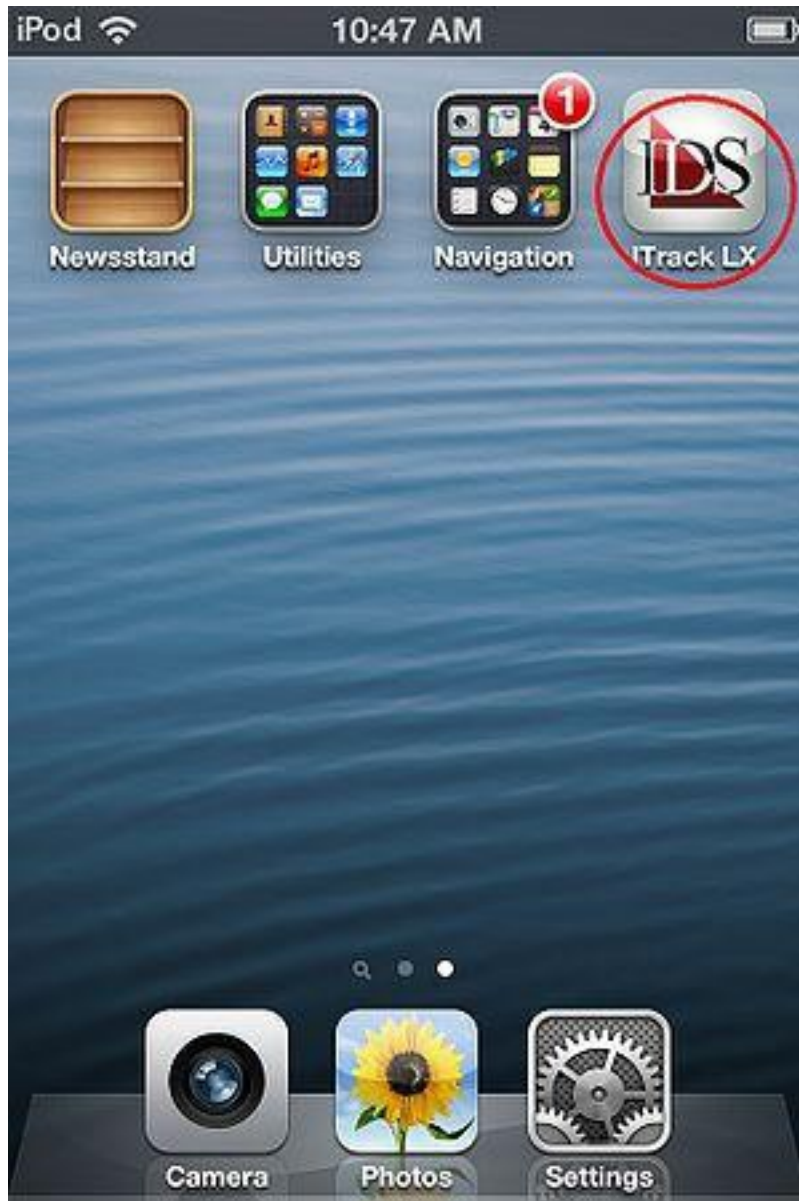 iPod 10:47 AM
1
IDS
Newsstand Utilities Navigation ITrack LX
Camera Photos Settings